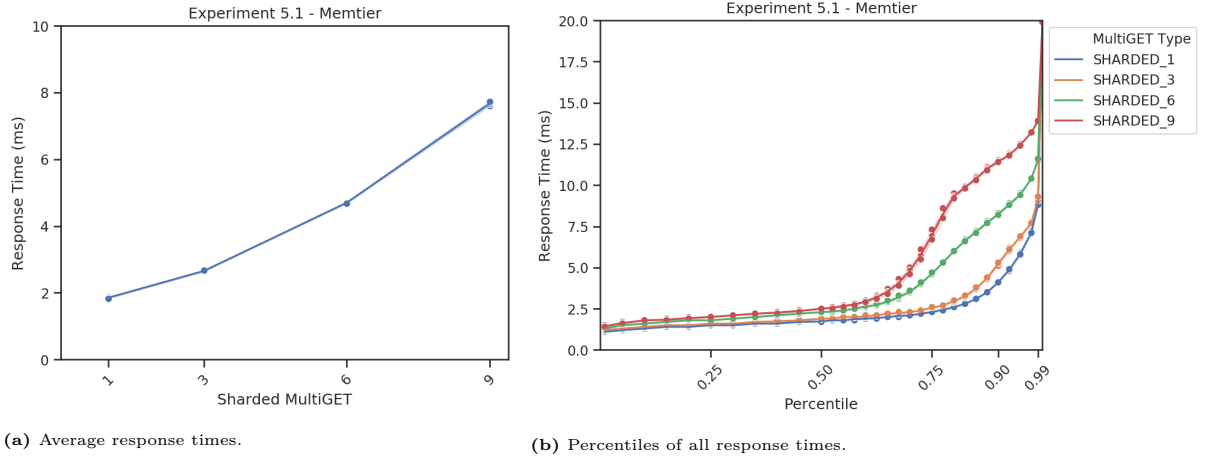 Experiment 5.1 - Memtier
10
8
6
4
2
0
Response Time (ms)
1
3
6
9
Sharded MultiGET
(a) Average response times.
Experiment 5.1 - Memtier
20.0
17.5
15.0
12.5
10.0
7.5
5.0
2.5
0.0
Response Time (ms)
0.25
0.50
0.75
0.90
0.99
Percentile
MultiGET Type
SHARDED_1
SHARDED_3
SHARDED_6
SHARDED_9
(b) Percentiles of all response times.